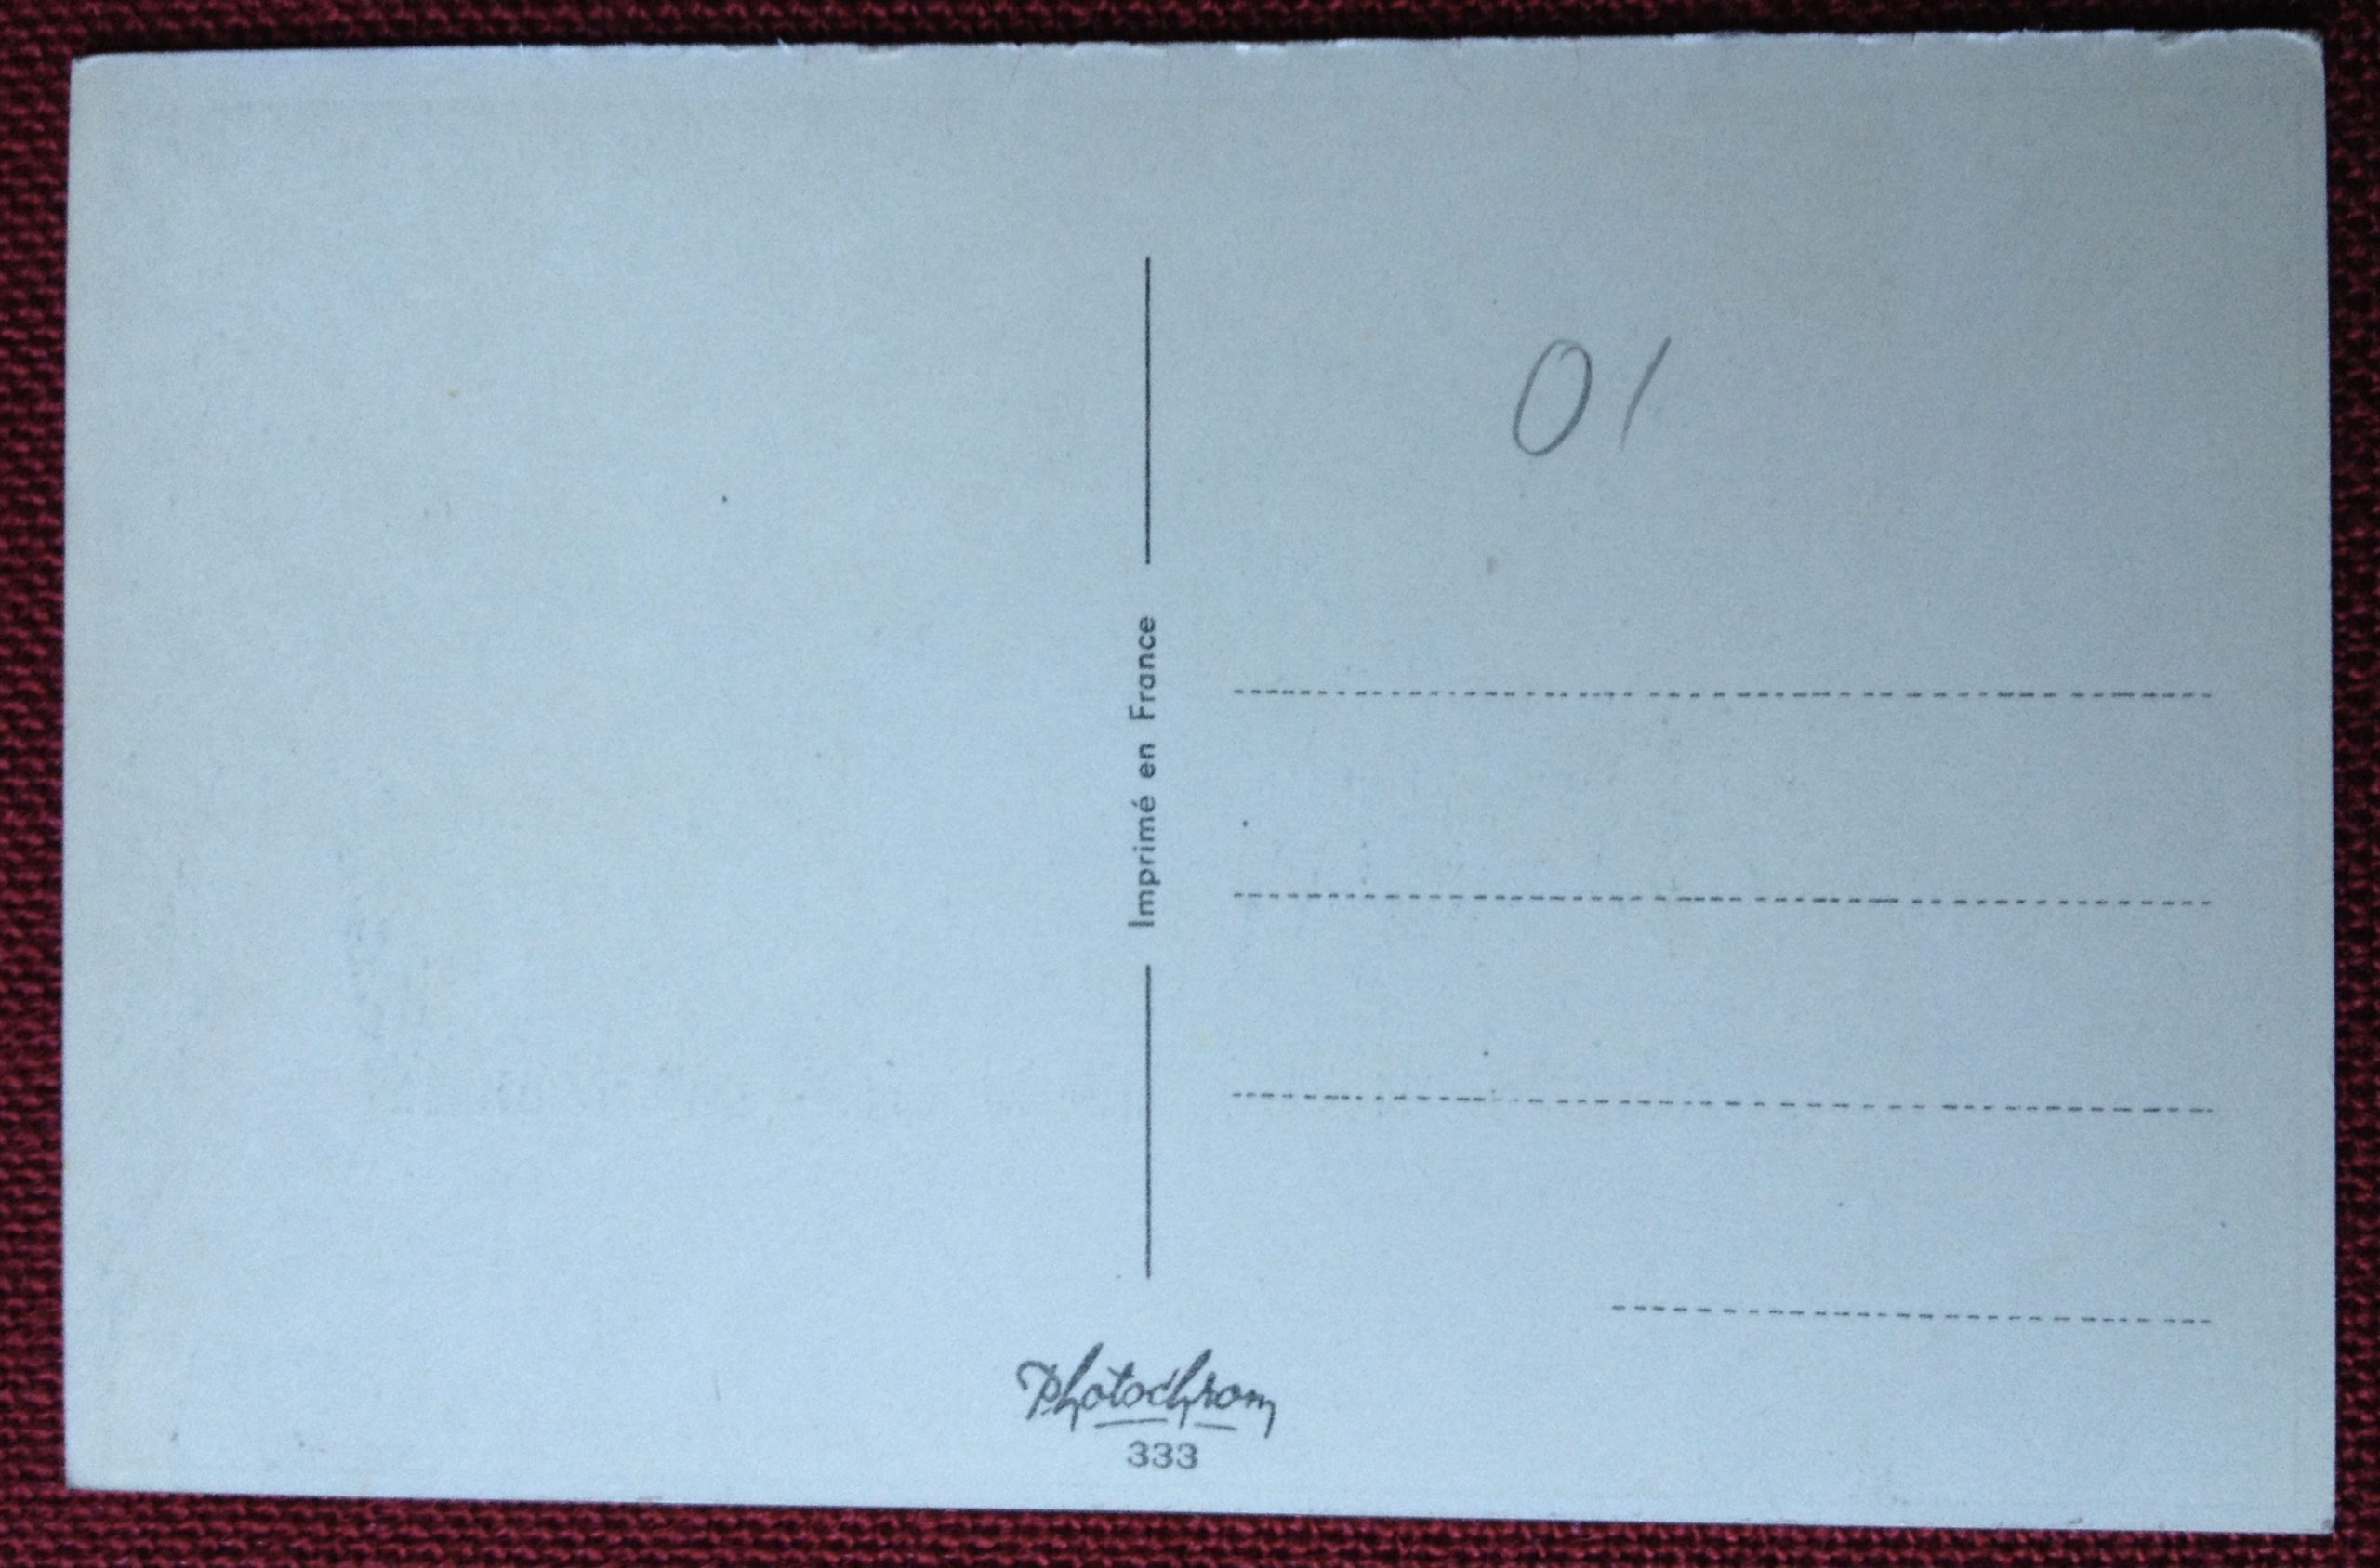 01
Imprimé en France
Photochrom
333